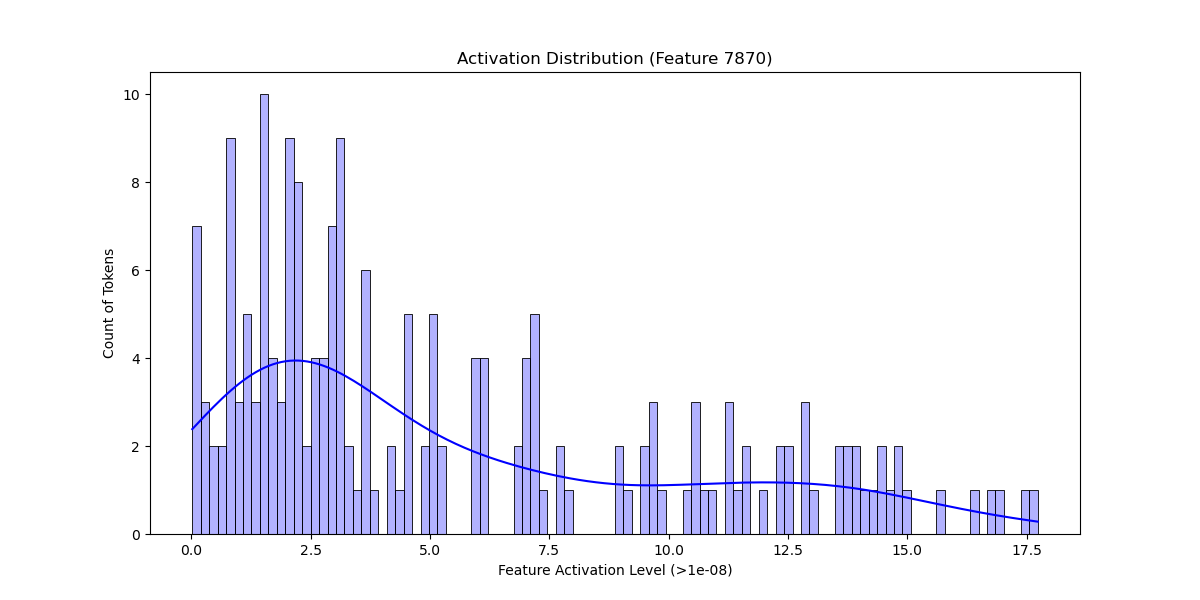 Activation Distribution (Feature 7870)
Count of Tokens
10
8
6
4
2
0
0.0 2.5 5.0 7.5 10.0 12.5 15.0 17.5
Feature Activation Level (>1e-08)